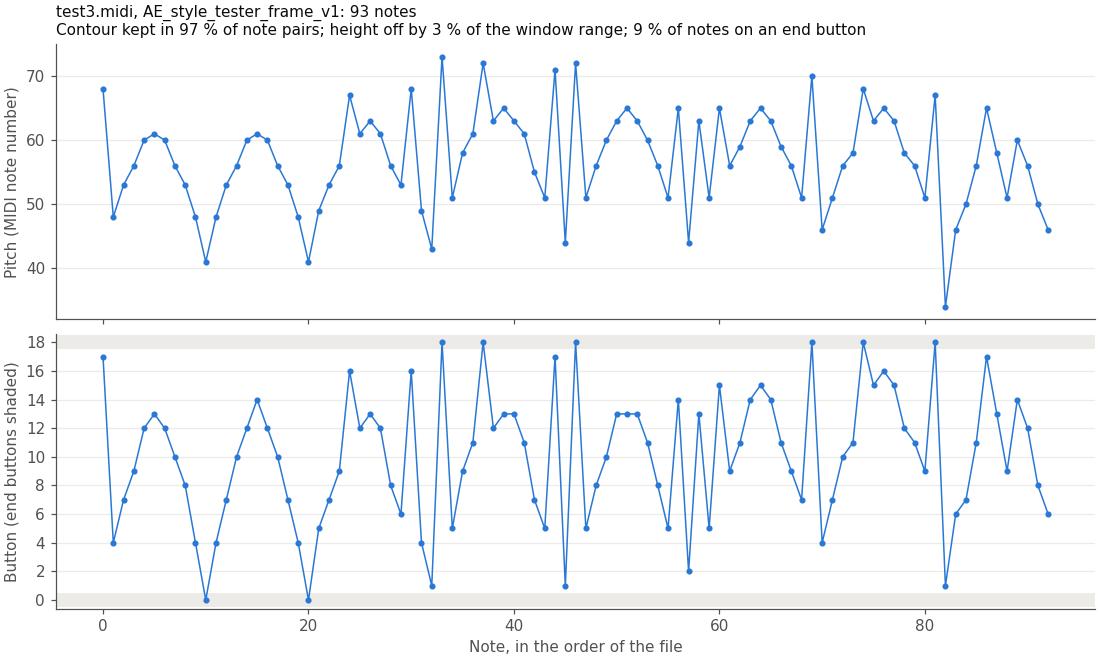 test3.midi, AE_style_tester_frame_v1: 93 notes
Contour kept in 97 % of note pairs; height off by 3 % of the window range; 9 % of notes on an end button
Pitch (MIDI note number)
70
60
50
40
Button (end buttons shaded)
18
16
14
12
10
8
6
4
2
0
0 20 40 60 80
Note, in the order of the file